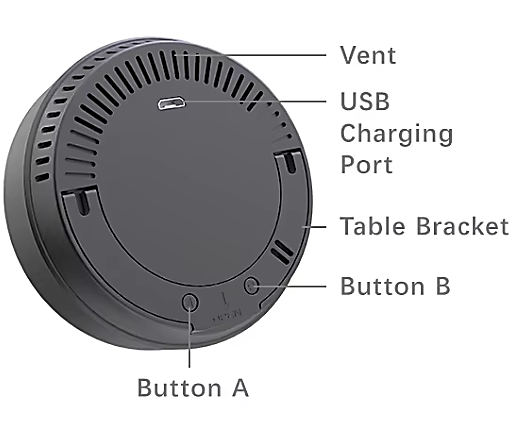 Vent
USB
Charging
Port
Table Bracket
Button B
Button A